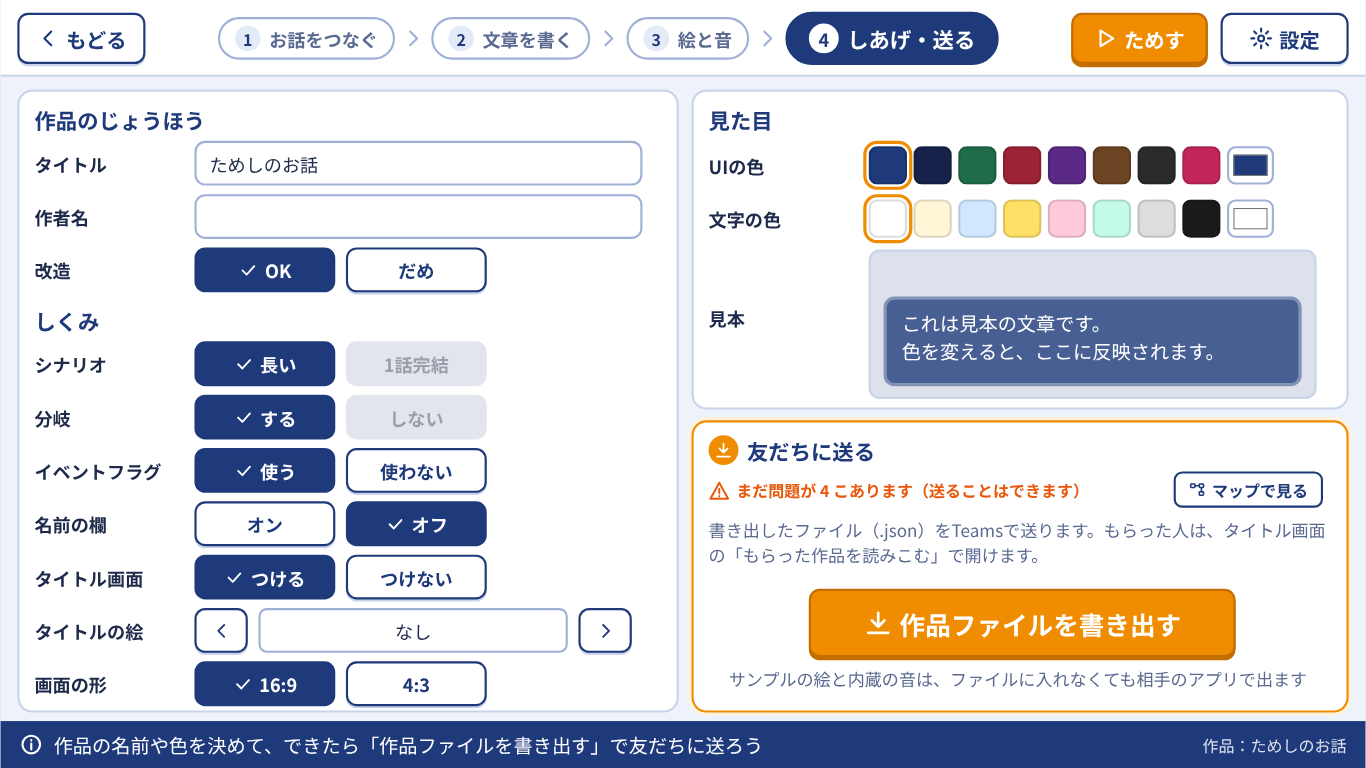 もどる
1 お話をつなぐ
2 文章を書く
3 絵と音
4 しあげ・送る
ためす
設定
作品のじょうほう
タイトル ためしのお話
作者名
改造 OK だめ
しくみ
シナリオ 長い 1話完結
分岐 する しない
イベントフラグ 使う 使わない
名前の欄 オン オフ
タイトル画面 つける つけない
タイトルの絵 なし
画面の形 16:9 4:3
見た目
UIの色
文字の色
見本
これは見本の文章です。
色を変えると、ここに反映されます。
友だちに送る
まだ問題が 4 こあります（送ることはできます）
マップで見る
書き出したファイル（.json）をTeamsで送ります。もらった人は、タイトル画面
の「もらった作品を読みこむ」で開けます。
作品ファイルを書き出す
サンプルの絵と内蔵の音は、ファイルに入れなくても相手のアプリで出ます
作品の名前や色を決めて、できたら「作品ファイルを書き出す」で友だちに送ろう
作品：ためしのお話